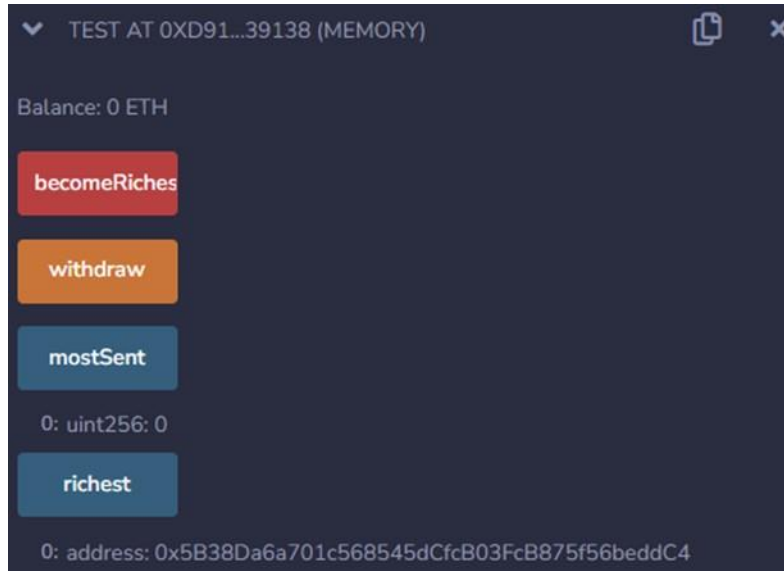 TEST AT 0XD91...39138 (MEMORY)
Balance: 0 ETH
becomeRiches
withdraw
mostSent
0: uint256: 0
richest
0: address: 0x5B38Da6a701c568545dCfcB03FcB875f56beddC4